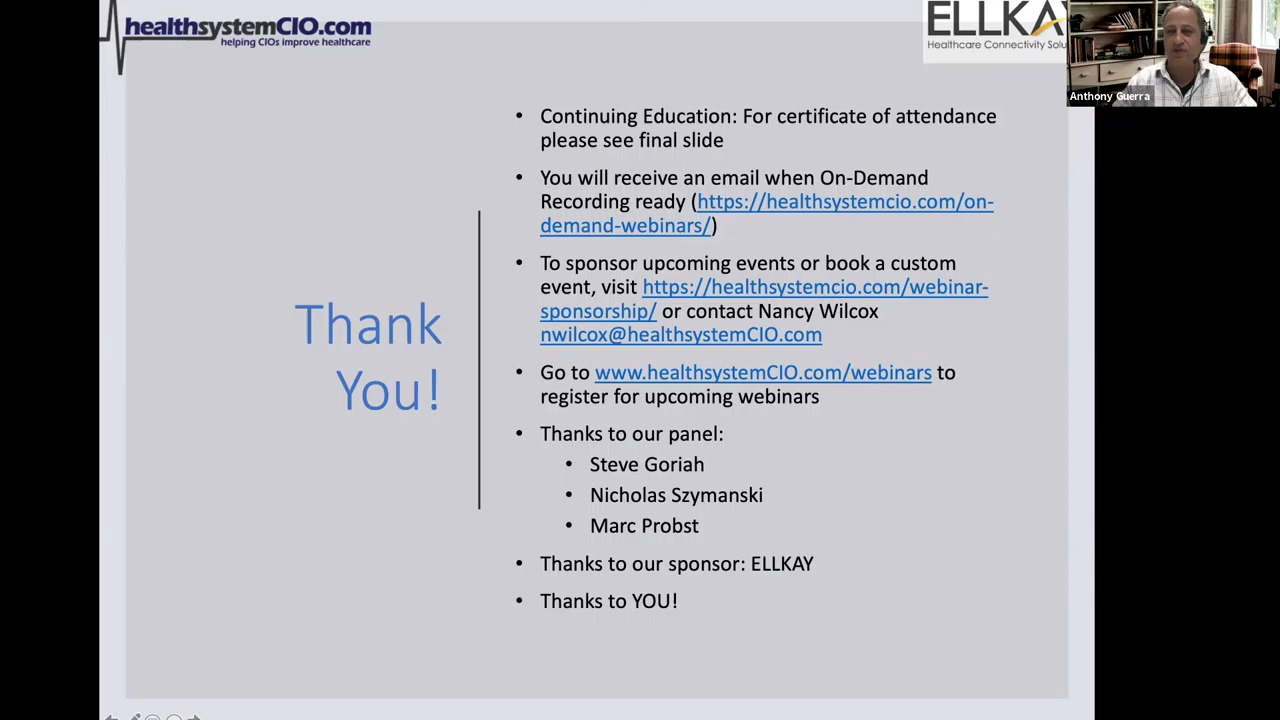 healthsystemCIO.com
helping CIOs improve healthcare
ELLKAY
Healthcare Connectivity
Anthony Guerra
Thank
You!
• Continuing Education: For certificate of attendance
please see final slide
• You will receive an email when On-Demand
Recording ready (https://healthsystemcio.com/on-
demand-webinars/)
• To sponsor upcoming events or book a custom
event, visit https://healthsystemcio.com/webinar-
sponsorship/ or contact Nancy Wilcox
nwilcox@healthsystemCIO.com
• Go to www.healthsystemCIO.com/webinars to
register for upcoming webinars
• Thanks to our panel:
• Steve Goriah
• Nicholas Szymanski
• Marc Probst
• Thanks to our sponsor: ELLKAY
• Thanks to YOU!